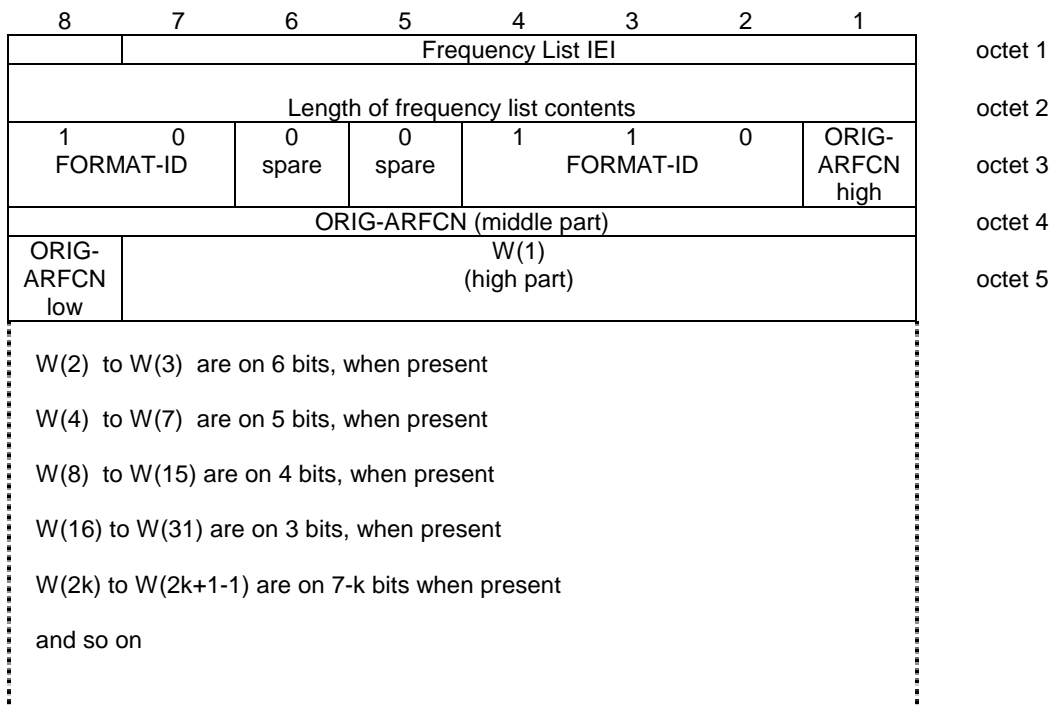 8 7 6 5 4 3 2 1
Frequency List IEI octet 1
Length of frequency list contents octet 2
1 0 0 0 1 1 0 ORIG-
FORMAT-ID spare spare FORMAT-ID ARFCN octet 3
high
ORIG-ARFCN (middle part) octet 4
ORIG- W(1)
ARFCN (high part) octet 5
low
W(2) to W(3) are on 6 bits, when present
W(4) to W(7) are on 5 bits, when present
W(8) to W(15) are on 4 bits, when present
W(16) to W(31) are on 3 bits, when present
W(2k) to W(2k+1-1) are on 7-k bits when present
and so on